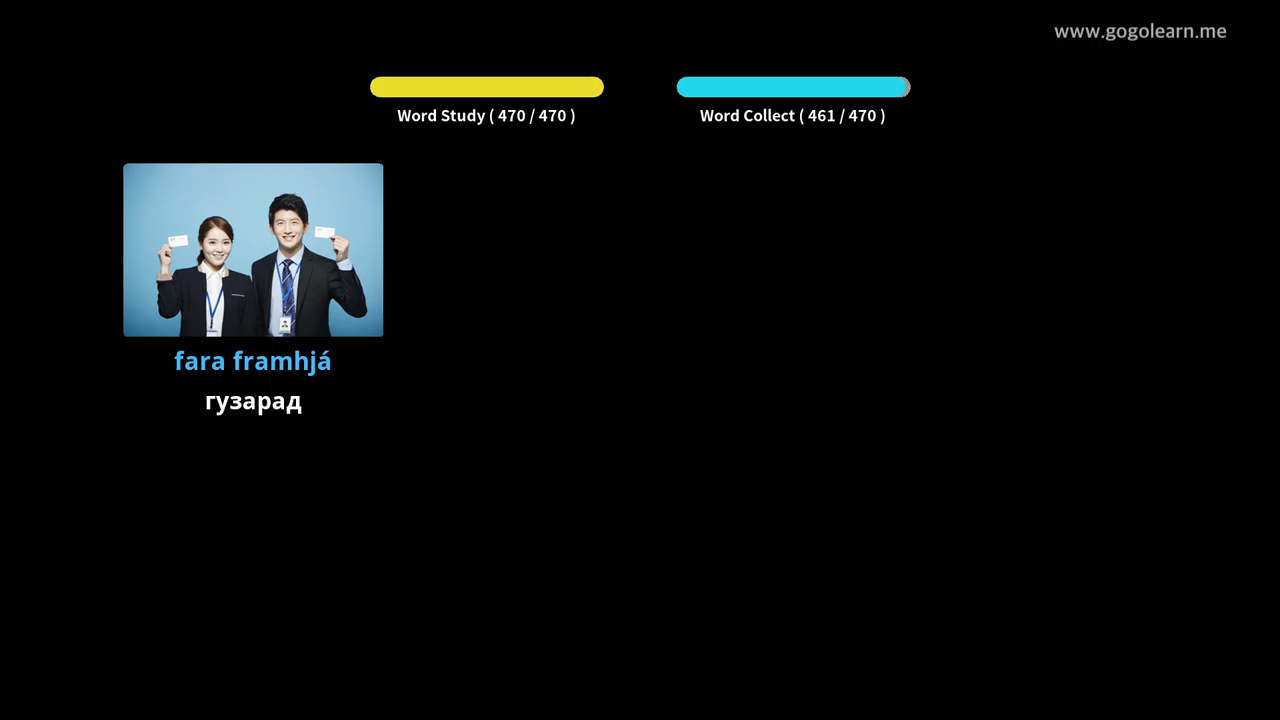 www.gogolearn.me
Word Study ( 470 / 470 )
Word Collect ( 461 / 470 )
fara framhjá
гузарад